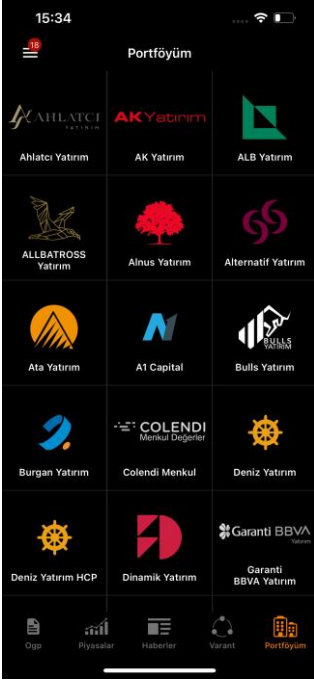 15:34
18
Portföyüm
AHLATCI
YATIRIM
AKYatırım
Ahlatcı Yatırım
AK Yatırım
ALB Yatırım
ALLBATROSS
Yatırım
Alnus Yatırım
Alternatif Yatırım
BULLS
YATIRIM
Ata Yatırım
A1 Capital
Bulls Yatırım
COLENDI
Menkul Değerler
Burgan Yatırım
Colendi Menkul
Deniz Yatırım
Garanti BBVA
Yatırım
Deniz Yatırım HCP
Dinamik Yatırım
Garanti
BBVA Yatırım
Ogp
Piyasalar
Haberler
Varant
Portföyüm